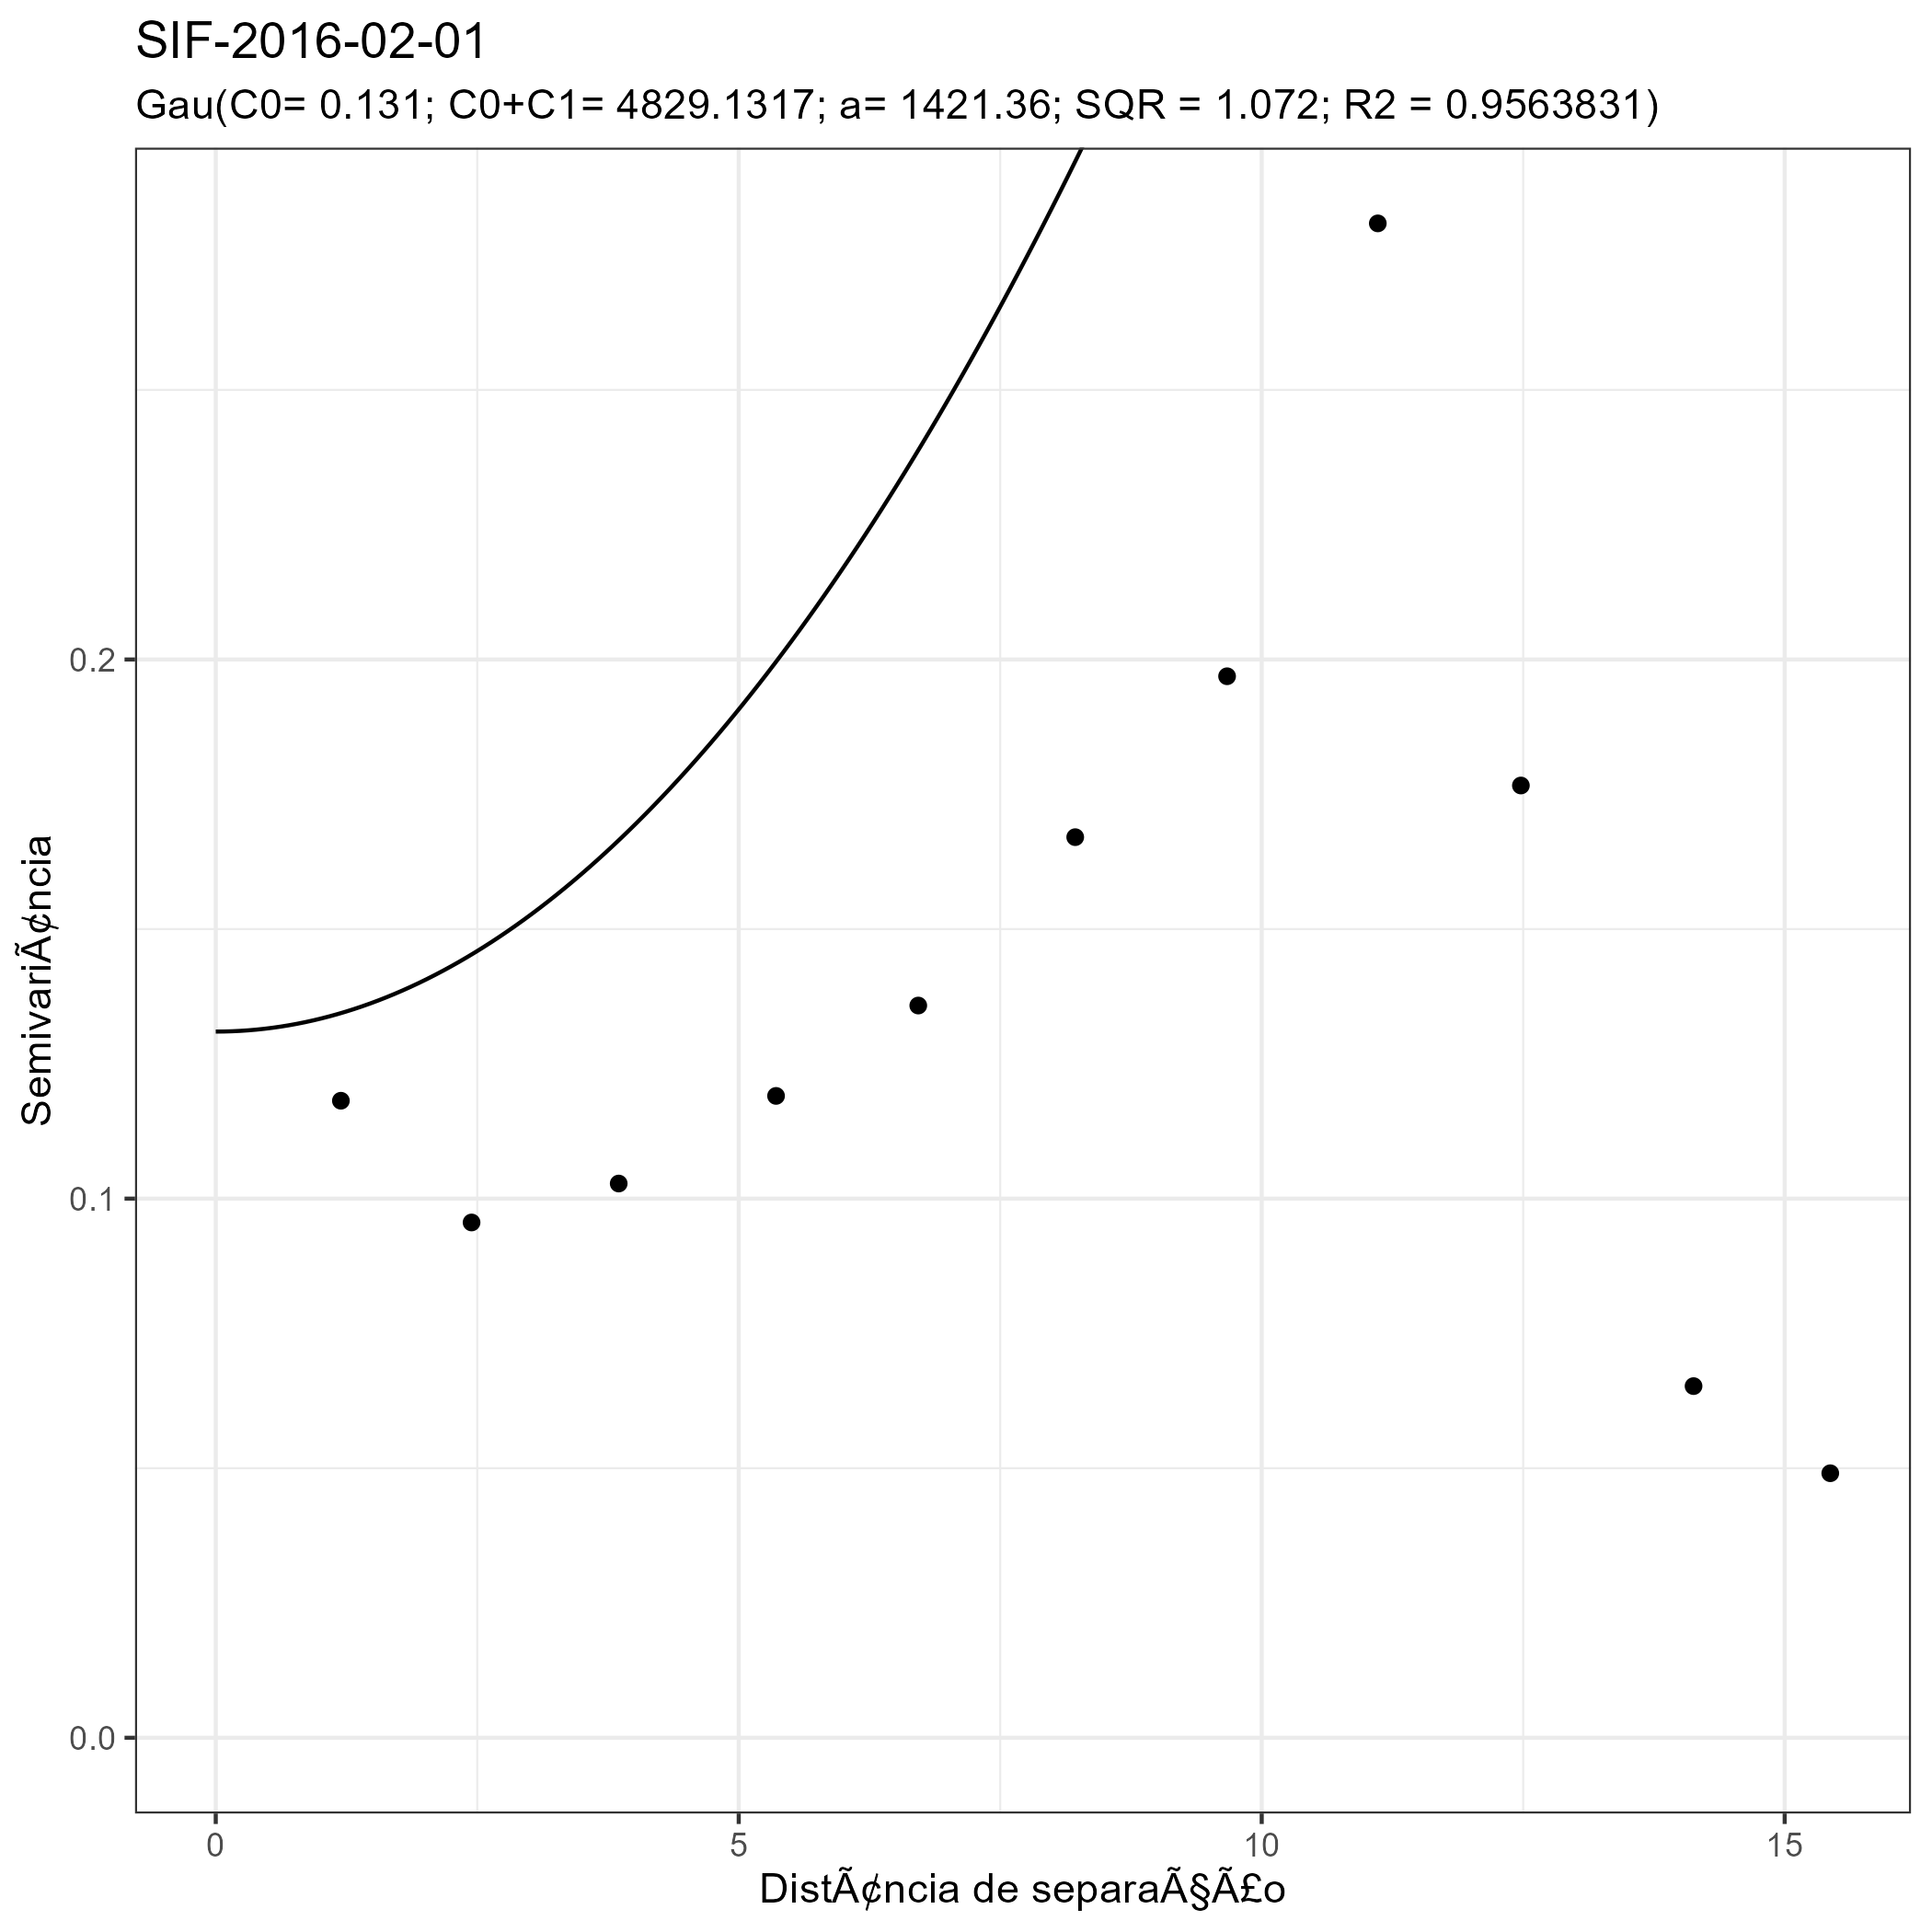 SIF-2016-02-01
Gau(C0= 0.131; C0+C1= 4829.1317; a= 1421.36; SQR = 1.072; R2 = 0.9563831)
SemivariÃ¢ncia
0.2
0.1
0.0
0 5 10 15
DistÃ¢ncia de separaÃ§Ã£o